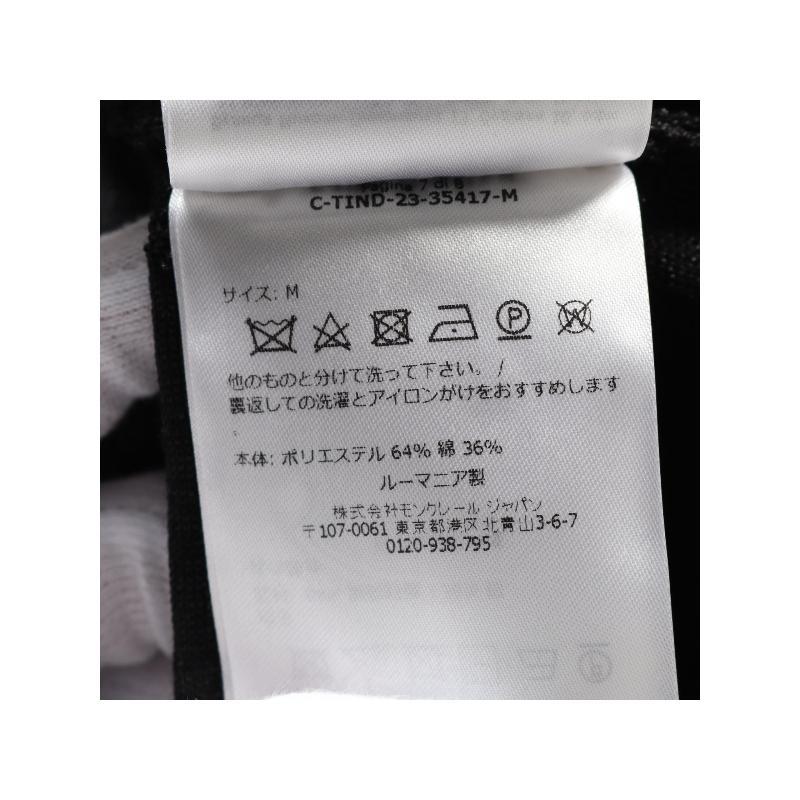 Pagina 7 di 8
C-TIND-23-35417-M
サイズ: M
他のものと分けて洗って下さい。 /
裏返しての洗濯とアイロンがけをおすすめします
。
本体: ポリエステル 64% 綿 36%
ルーマニア製
株式会社モンクレール ジャパン
〒107-0061 東京都港区北青山3-6-7
0120-938-795